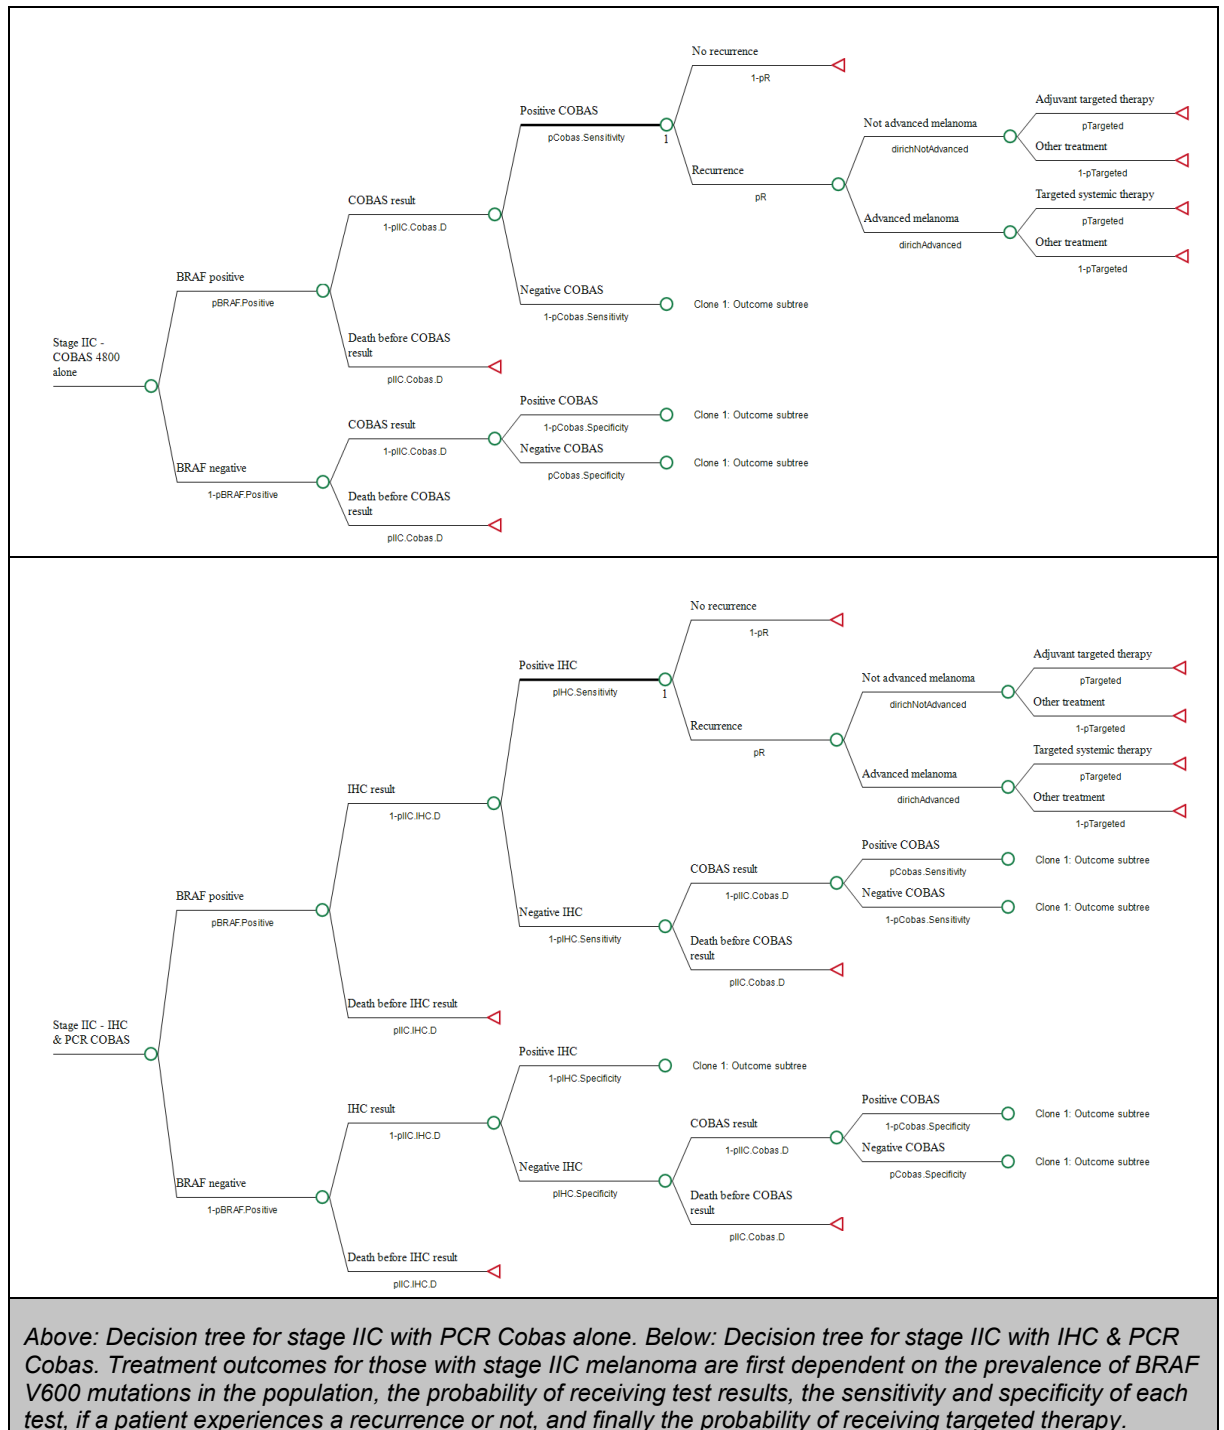 No recurrence
1-pR
Positive COBAS
pCobas.Sensitivity
1
Adjuvant targeted therapy
pTargeted
Not advanced melanoma
dirichNotAdvanced
Other treatment
1-pTargeted
Recurrence
pR
Targeted systemic therapy
pTargeted
Advanced melanoma
dirichAdvanced
Other treatment
1-pTargeted
COBAS result
1-pIIC.Cobas.D
BRAF positive
pBRAF.Positive
Negative COBAS
1-pCobas.Sensitivity
Clone 1: Outcome subtree
Death before COBAS
result
pIIC.Cobas.D
Stage IIC -
COBAS 4800
alone
Positive COBAS
1-pCobas.Specificity
Clone 1: Outcome subtree
COBAS result
1-pIIC.Cobas.D
Negative COBAS
pCobas.Specificity
Clone 1: Outcome subtree
BRAF negative
1-pBRAF.Positive
Death before COBAS
result
pIIC.Cobas.D
No recurrence
1-pR
Positive IHC
pIHC.Sensitivity
1
Adjuvant targeted therapy
pTargeted
Not advanced melanoma
dirichNotAdvanced
Other treatment
1-pTargeted
Recurrence
pR
Targeted systemic therapy
pTargeted
Advanced melanoma
dirichAdvanced
Other treatment
1-pTargeted
IHC result
1-pIIC.IHC.D
Positive COBAS
pCobas.Sensitivity
Clone 1: Outcome subtree
COBAS result
1-pIIC.Cobas.D
Negative COBAS
1-pCobas.Sensitivity
Clone 1: Outcome subtree
BRAF positive
pBRAF.Positive
Negative IHC
1-pIHC.Sensitivity
Death before COBAS
result
pIIC.Cobas.D
Death before IHC result
pIIC.IHC.D
Stage IIC - IHC
& PCR COBAS
Positive IHC
1-pIHC.Specificity
Clone 1: Outcome subtree
IHC result
1-pIIC.IHC.D
Positive COBAS
1-pCobas.Specificity
Clone 1: Outcome subtree
COBAS result
1-pIIC.Cobas.D
Negative COBAS
pCobas.Specificity
Clone 1: Outcome subtree
Negative IHC
pIHC.Specificity
Death before COBAS
result
pIIC.Cobas.D
BRAF negative
1-pBRAF.Positive
Death before IHC result
pIIC.IHC.D
Above: Decision tree for stage IIC with PCR Cobas alone. Below: Decision tree for stage IIC with IHC & PCR
Cobas. Treatment outcomes for those with stage IIC melanoma are first dependent on the prevalence of BRAF
V600 mutations in the population, the probability of receiving test results, the sensitivity and specificity of each
test, if a patient experiences a recurrence or not, and finally the probability of receiving targeted therapy.